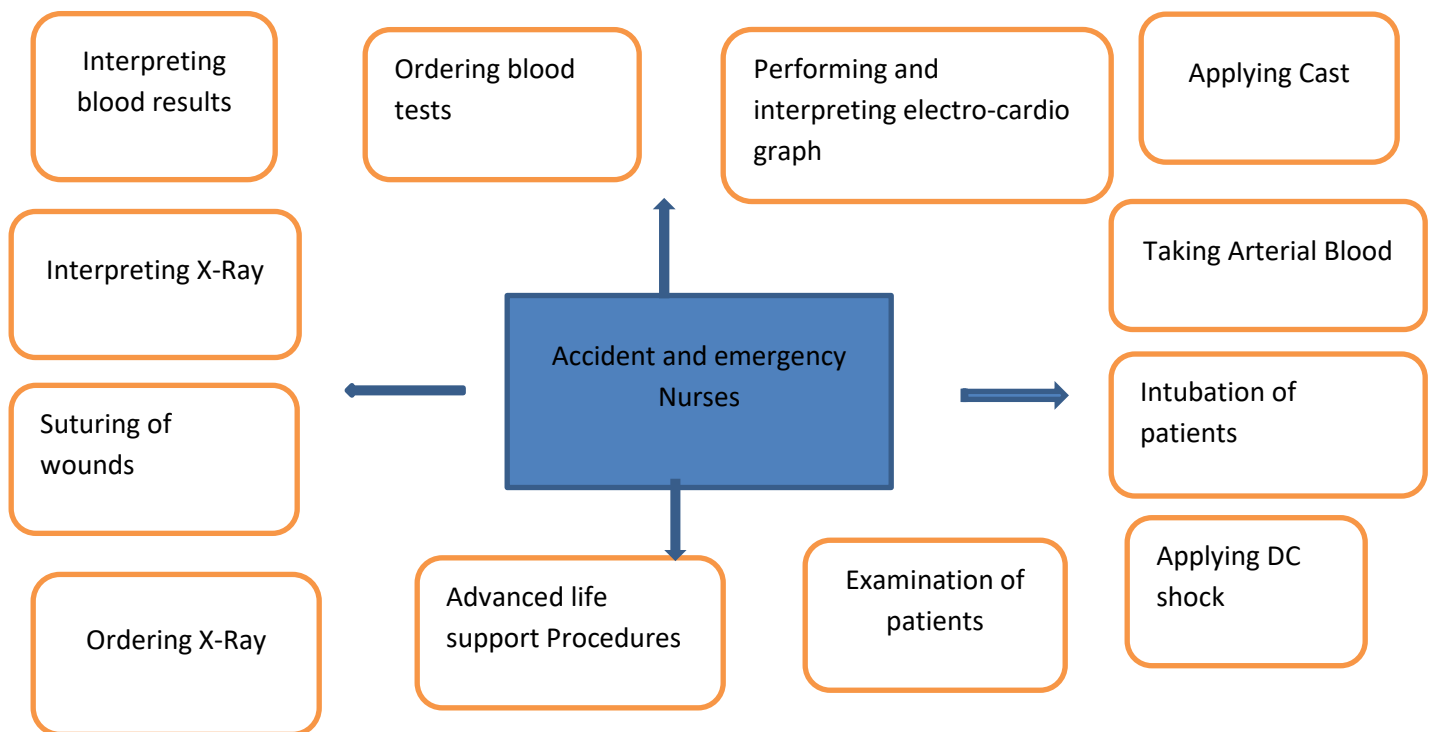 Interpreting
blood results
Ordering blood
tests
Performing and
interpreting electro-cardio
graph
Applying Cast
Interpreting X-Ray
Taking Arterial Blood
Accident and emergency
Nurses
Suturing of
wounds
Intubation of
patients
Ordering X-Ray
Advanced life
support Procedures
Examination of
patients
Applying DC
shock